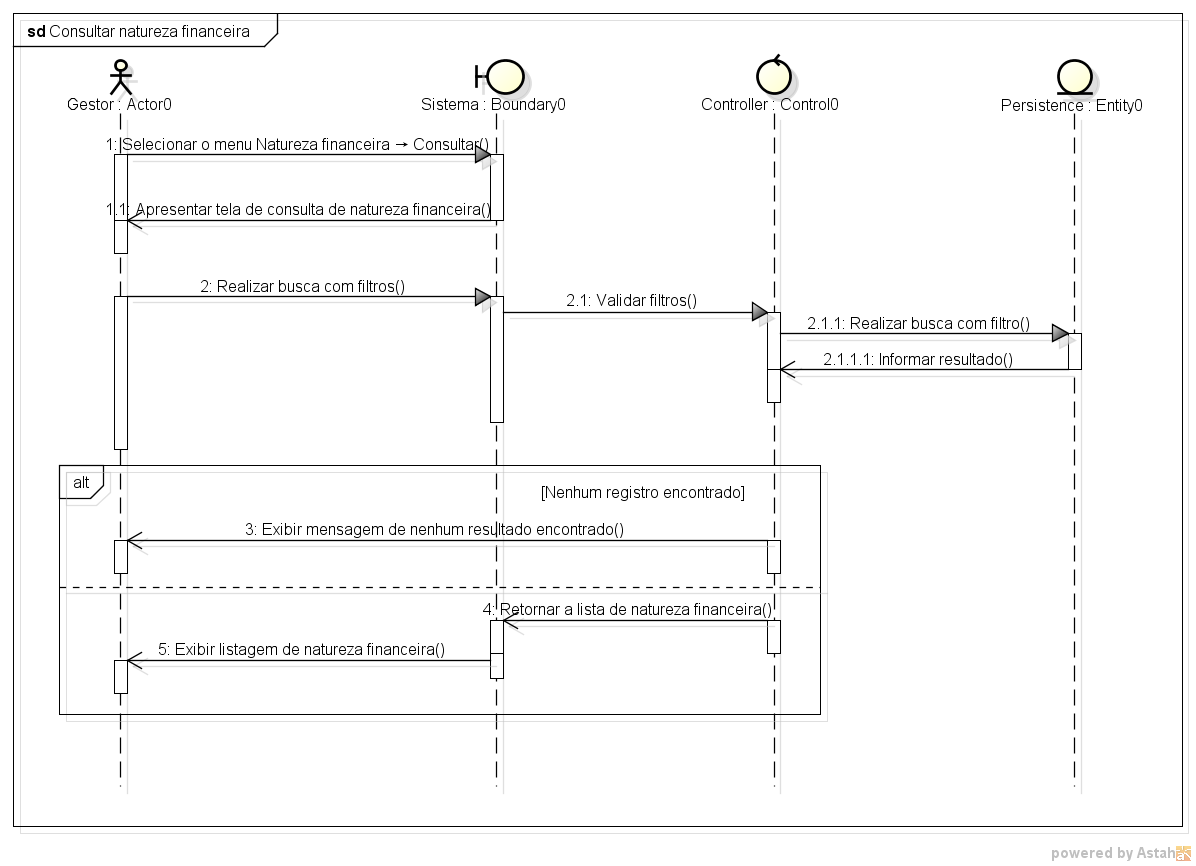 sd Consultar natureza financeira
Gestor : Actor0
Sistema : Boundary0
Controller : Control0
Persistence : Entity0
1: Selecionar o menu Natureza financeira → Consultar()
1.1: Apresentar tela de consulta de natureza financeira()
2: Realizar busca com filtros()
2.1: Validar filtros()
2.1.1: Realizar busca com filtro()
2.1.1.1: Informar resultado()
alt
[Nenhum registro encontrado]
3: Exibir mensagem de nenhum resultado encontrado()
4: Retornar a lista de natureza financeira()
5: Exibir listagem de natureza financeira()
powered by Astah